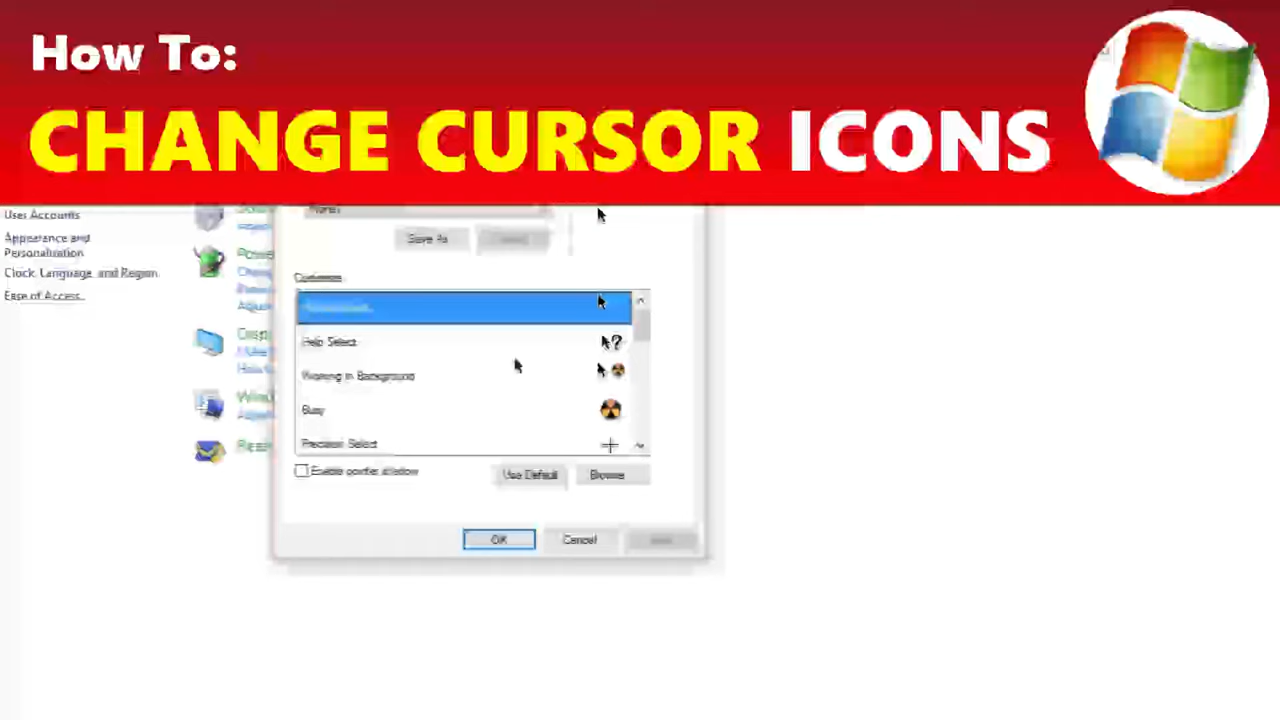 How To:
CHANGE CURSOR ICONS
User Accounts
Appearance and
Personalization
Clock, Language, and Region
Ease of Access
Save As
Customize
Help Select
Working in Background
Busy
Precision Select
Enable pointer shadow
Use Default
Browse
OK
Cancel